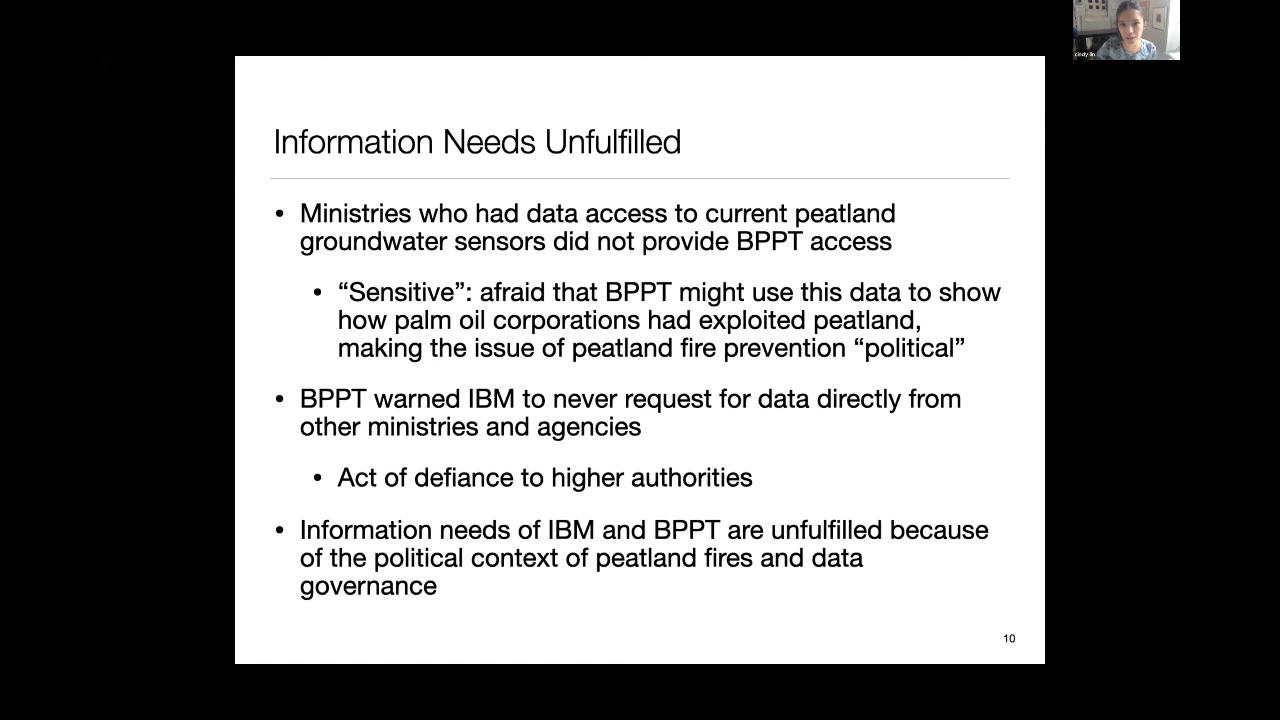 cindy lin
Information Needs Unfulfilled
• Ministries who had data access to current peatland
groundwater sensors did not provide BPPT access
• “Sensitive”: afraid that BPPT might use this data to show
how palm oil corporations had exploited peatland,
making the issue of peatland fire prevention “political”
• BPPT warned IBM to never request for data directly from
other ministries and agencies
• Act of defiance to higher authorities
• Information needs of IBM and BPPT are unfulfilled because
of the political context of peatland fires and data
governance
10